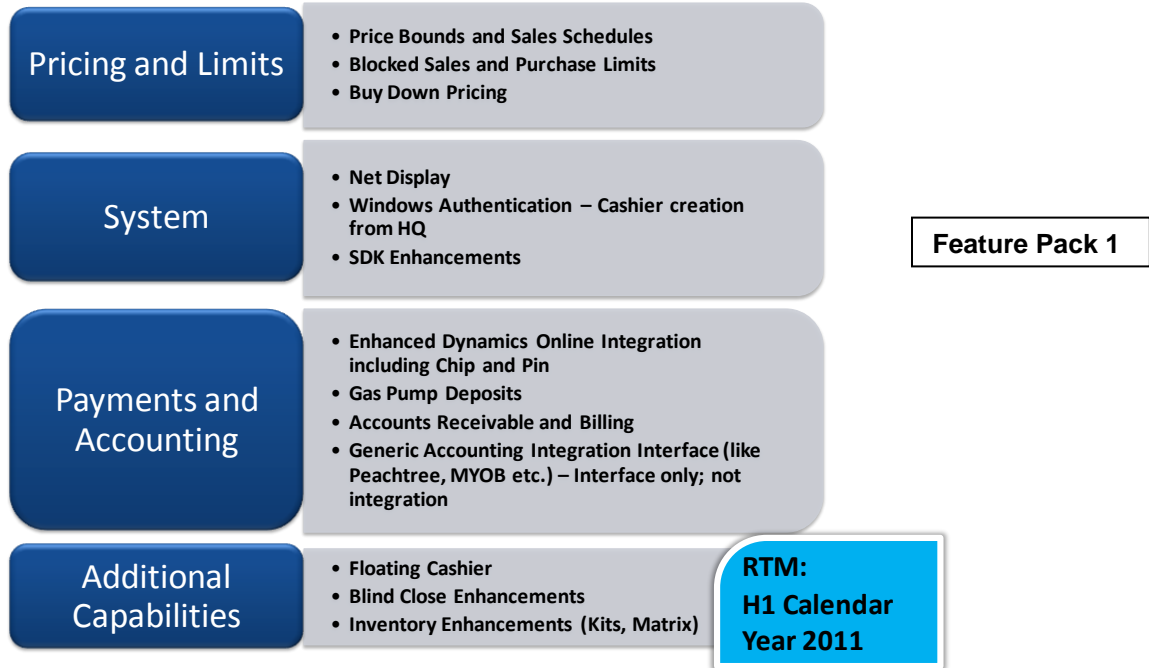 Pricing and Limits
• Price Bounds and Sales Schedules
• Blocked Sales and Purchase Limits
• Buy Down Pricing
System
• Net Display
• Windows Authentication – Cashier creation
from HQ
• SDK Enhancements
Feature Pack 1
Payments and
Accounting
• Enhanced Dynamics Online Integration
including Chip and Pin
• Gas Pump Deposits
• Accounts Receivable and Billing
• Generic Accounting Integration Interface (like
Peachtree, MYOB etc.) – Interface only; not
integration
Additional
Capabilities
• Floating Cashier
• Blind Close Enhancements
• Inventory Enhancements (Kits, Matrix)
RTM:
H1 Calendar
Year 2011